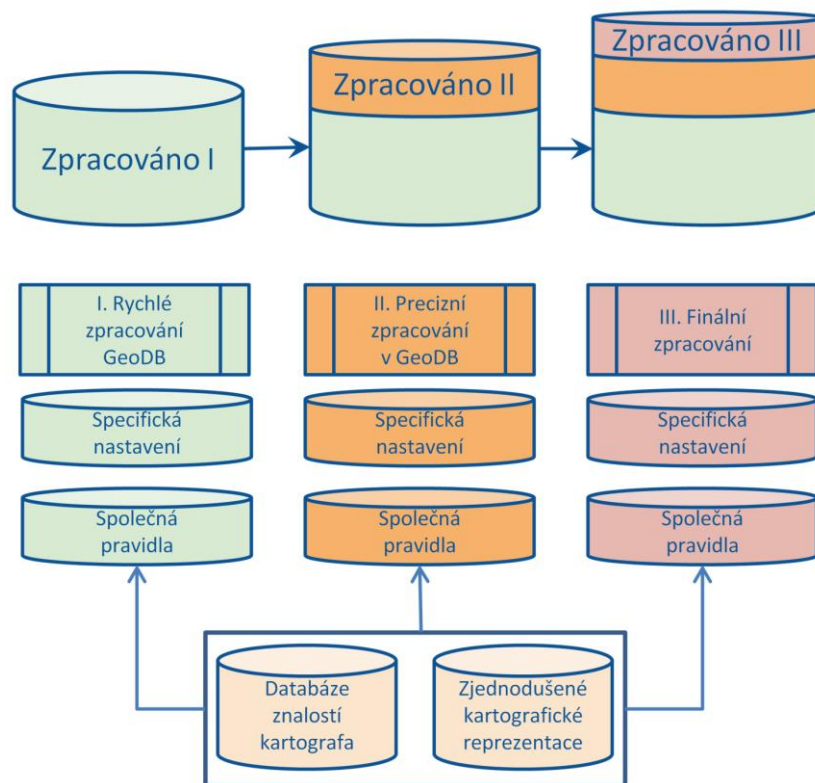 Zpracováno I
Zpracováno II
Zpracováno III
I. Rychlé
zpracování
GeoDB
II. Precizní
zpracování
v GeoDB
III. Finální
zpracování
Specifická
nastavení
Specifická
nastavení
Specifická
nastavení
Společná
pravidla
Společná
pravidla
Společná
pravidla
Databáze
znalostí
kartografa
Zjednodušené
kartografické
reprezentace